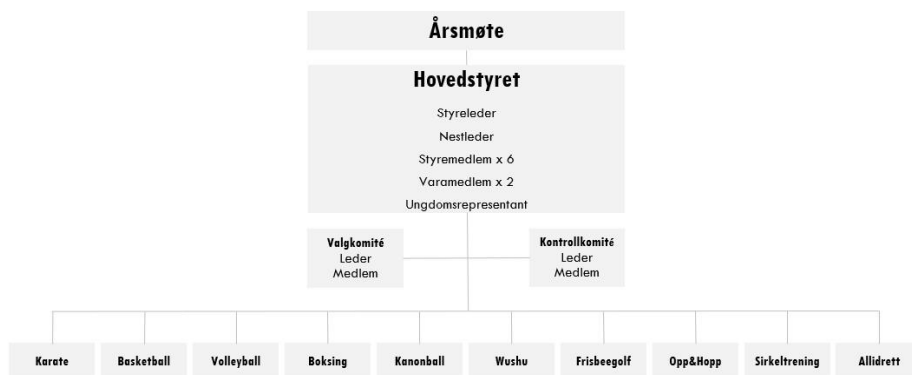 Årsmøte
Hovedstyret
Styreleder
Nestleder
Styremedlem x 6
Varamedlem x 2
Ungdomsrepresentant
Valgkomité
Leder
Medlem
Kontrollkomité
Leder
Medlem
Karate
Basketball
Volleyball
Boksing
Kanonball
Wushu
Frisbeegolf
Opp&Hopp
Sirkeltrening
Allidrett